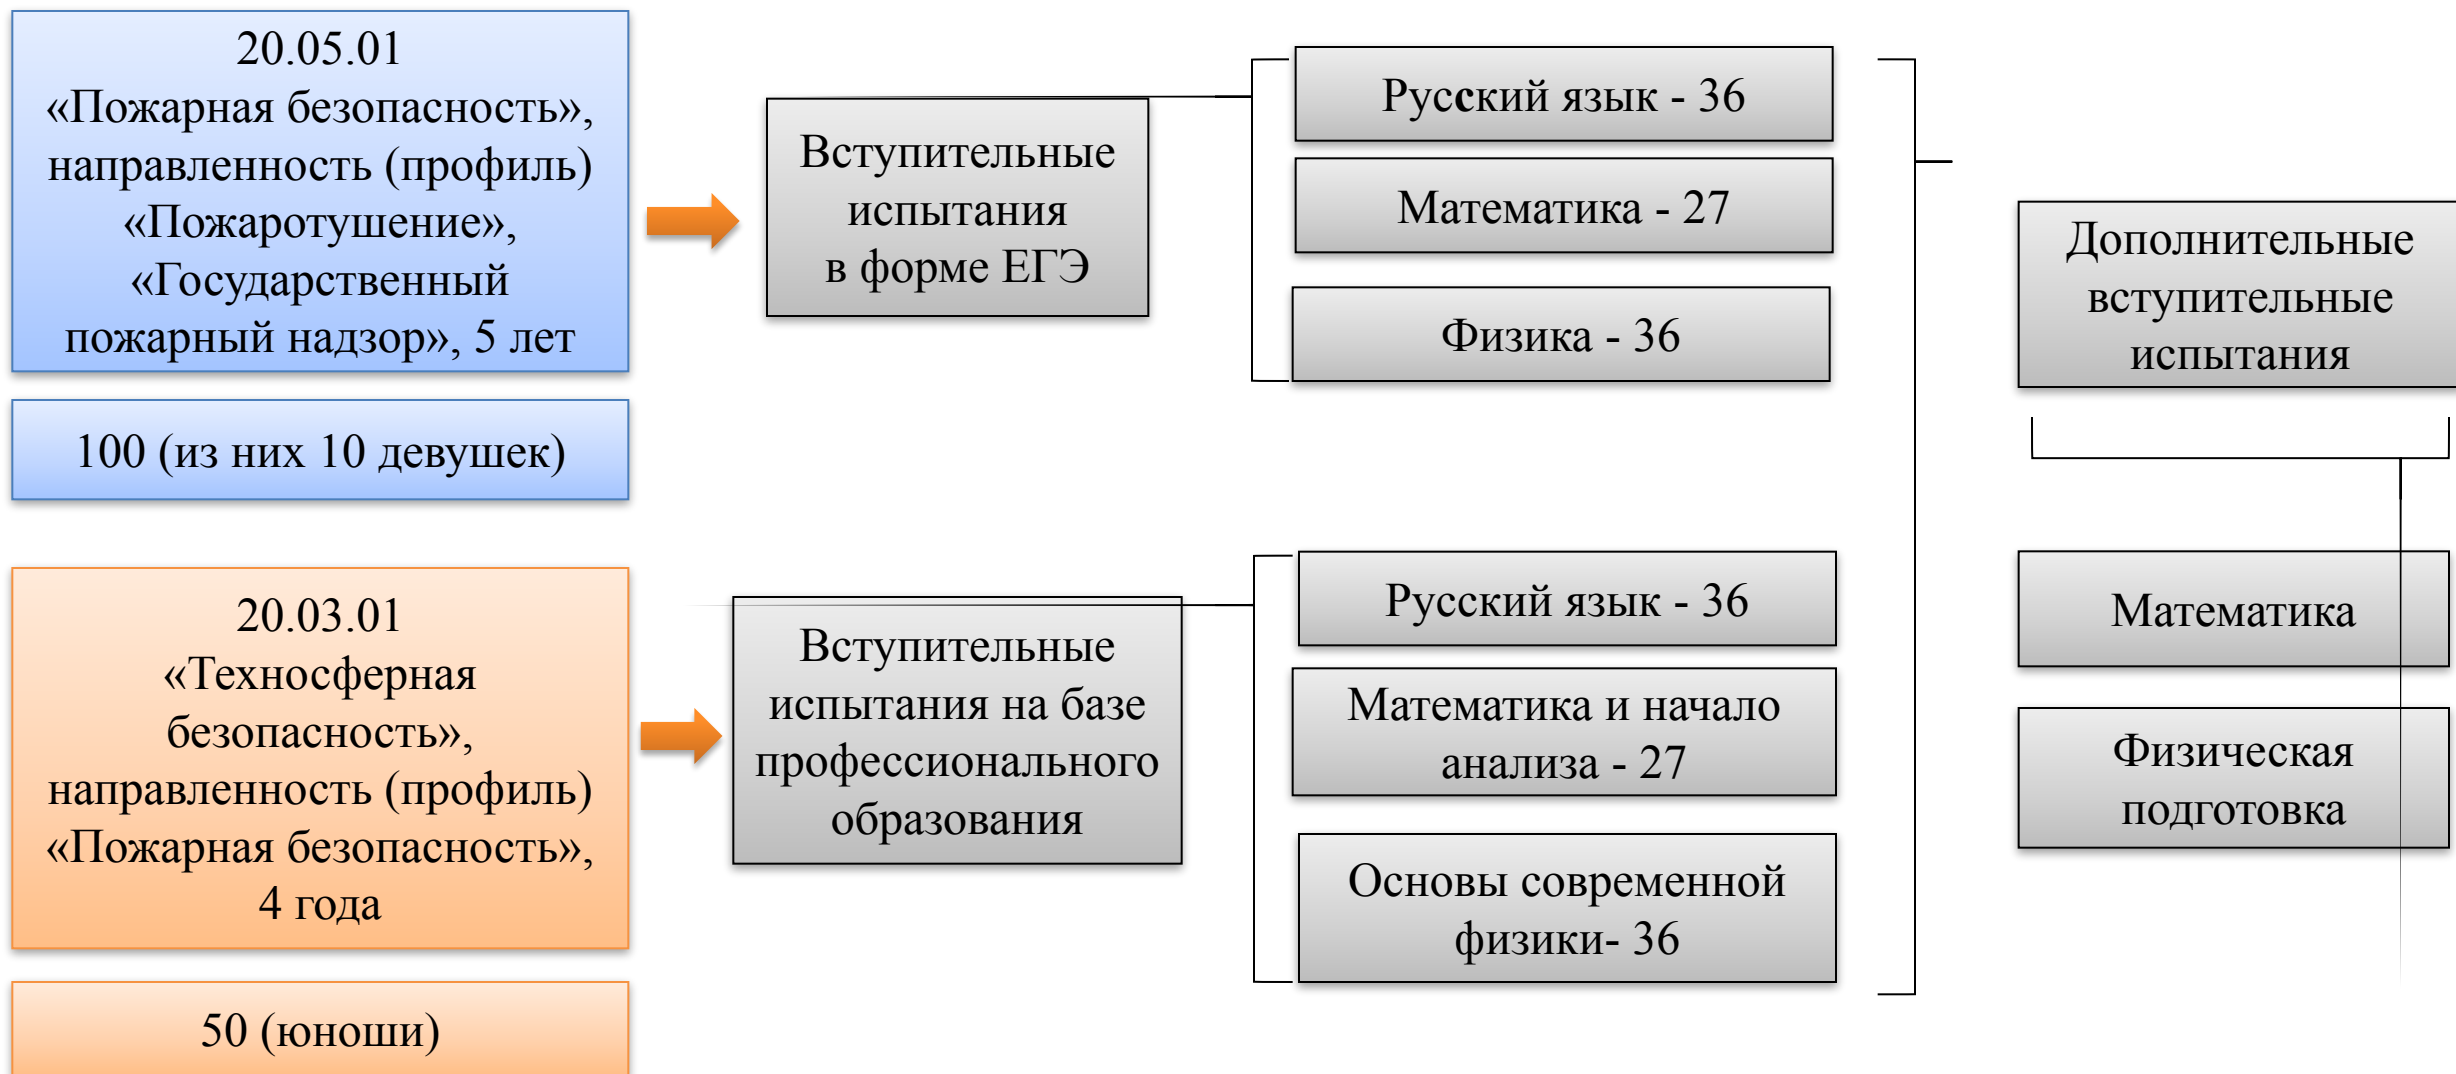 20.05.01
«Пожарная безопасность»,
направленность (профиль)
«Пожаротушение»,
«Государственный
пожарный надзор», 5 лет
100 (из них 10 девушек)
20.03.01
«Техносферная
безопасность»,
направленность (профиль)
«Пожарная безопасность»,
4 года
50 (юноши)
Вступительные
испытания
в форме ЕГЭ
Русский язык - 36
Математика - 27
Физика - 36
Вступительные
испытания на базе
профессионального
образования
Русский язык - 36
Математика и начало
анализа - 27
Основы современной
физики- 36
Дополнительные
вступительные
испытания
Математика
Физическая
подготовка